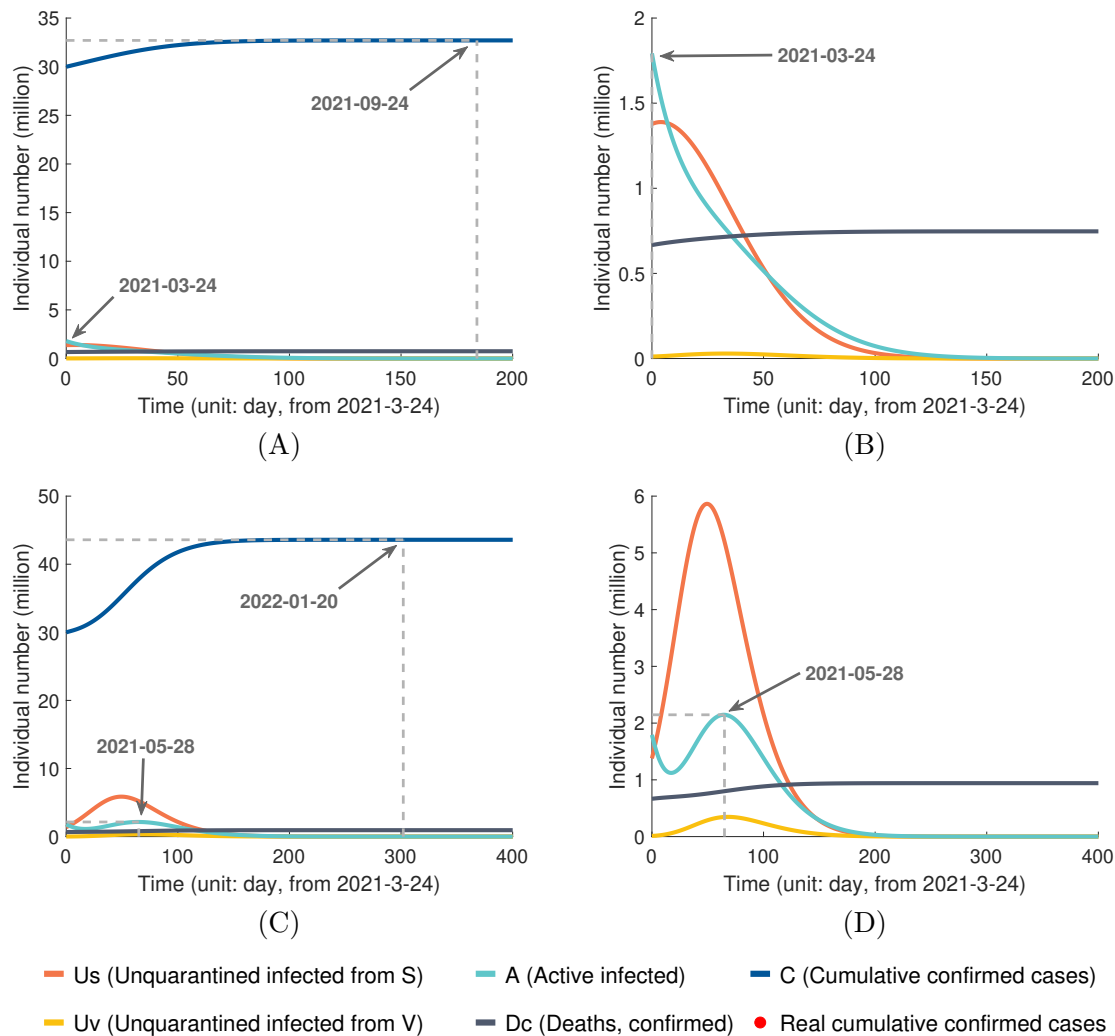 35
30
25
20
15
10
5
0
Individual number (million)
2021-09-24
2021-03-24
0 50 100 150 200
Time (unit: day, from 2021-3-24)
(A)
2
1.5
1
0.5
0
Individual number (million)
2021-03-24
0 50 100 150 200
Time (unit: day, from 2021-3-24)
(B)
50
40
30
20
10
0
Individual number (million)
2022-01-20
2021-05-28
0 100 200 300 400
Time (unit: day, from 2021-3-24)
(C)
6
5
4
3
2
1
0
Individual number (million)
2021-05-28
0 100 200 300 400
Time (unit: day, from 2021-3-24)
(D)
Us (Unquarantined infected from S) A (Active infected) C (Cumulative confirmed cases)
Uv (Unquarantined infected from V) Dc (Deaths, confirmed) Real cumulative confirmed cases